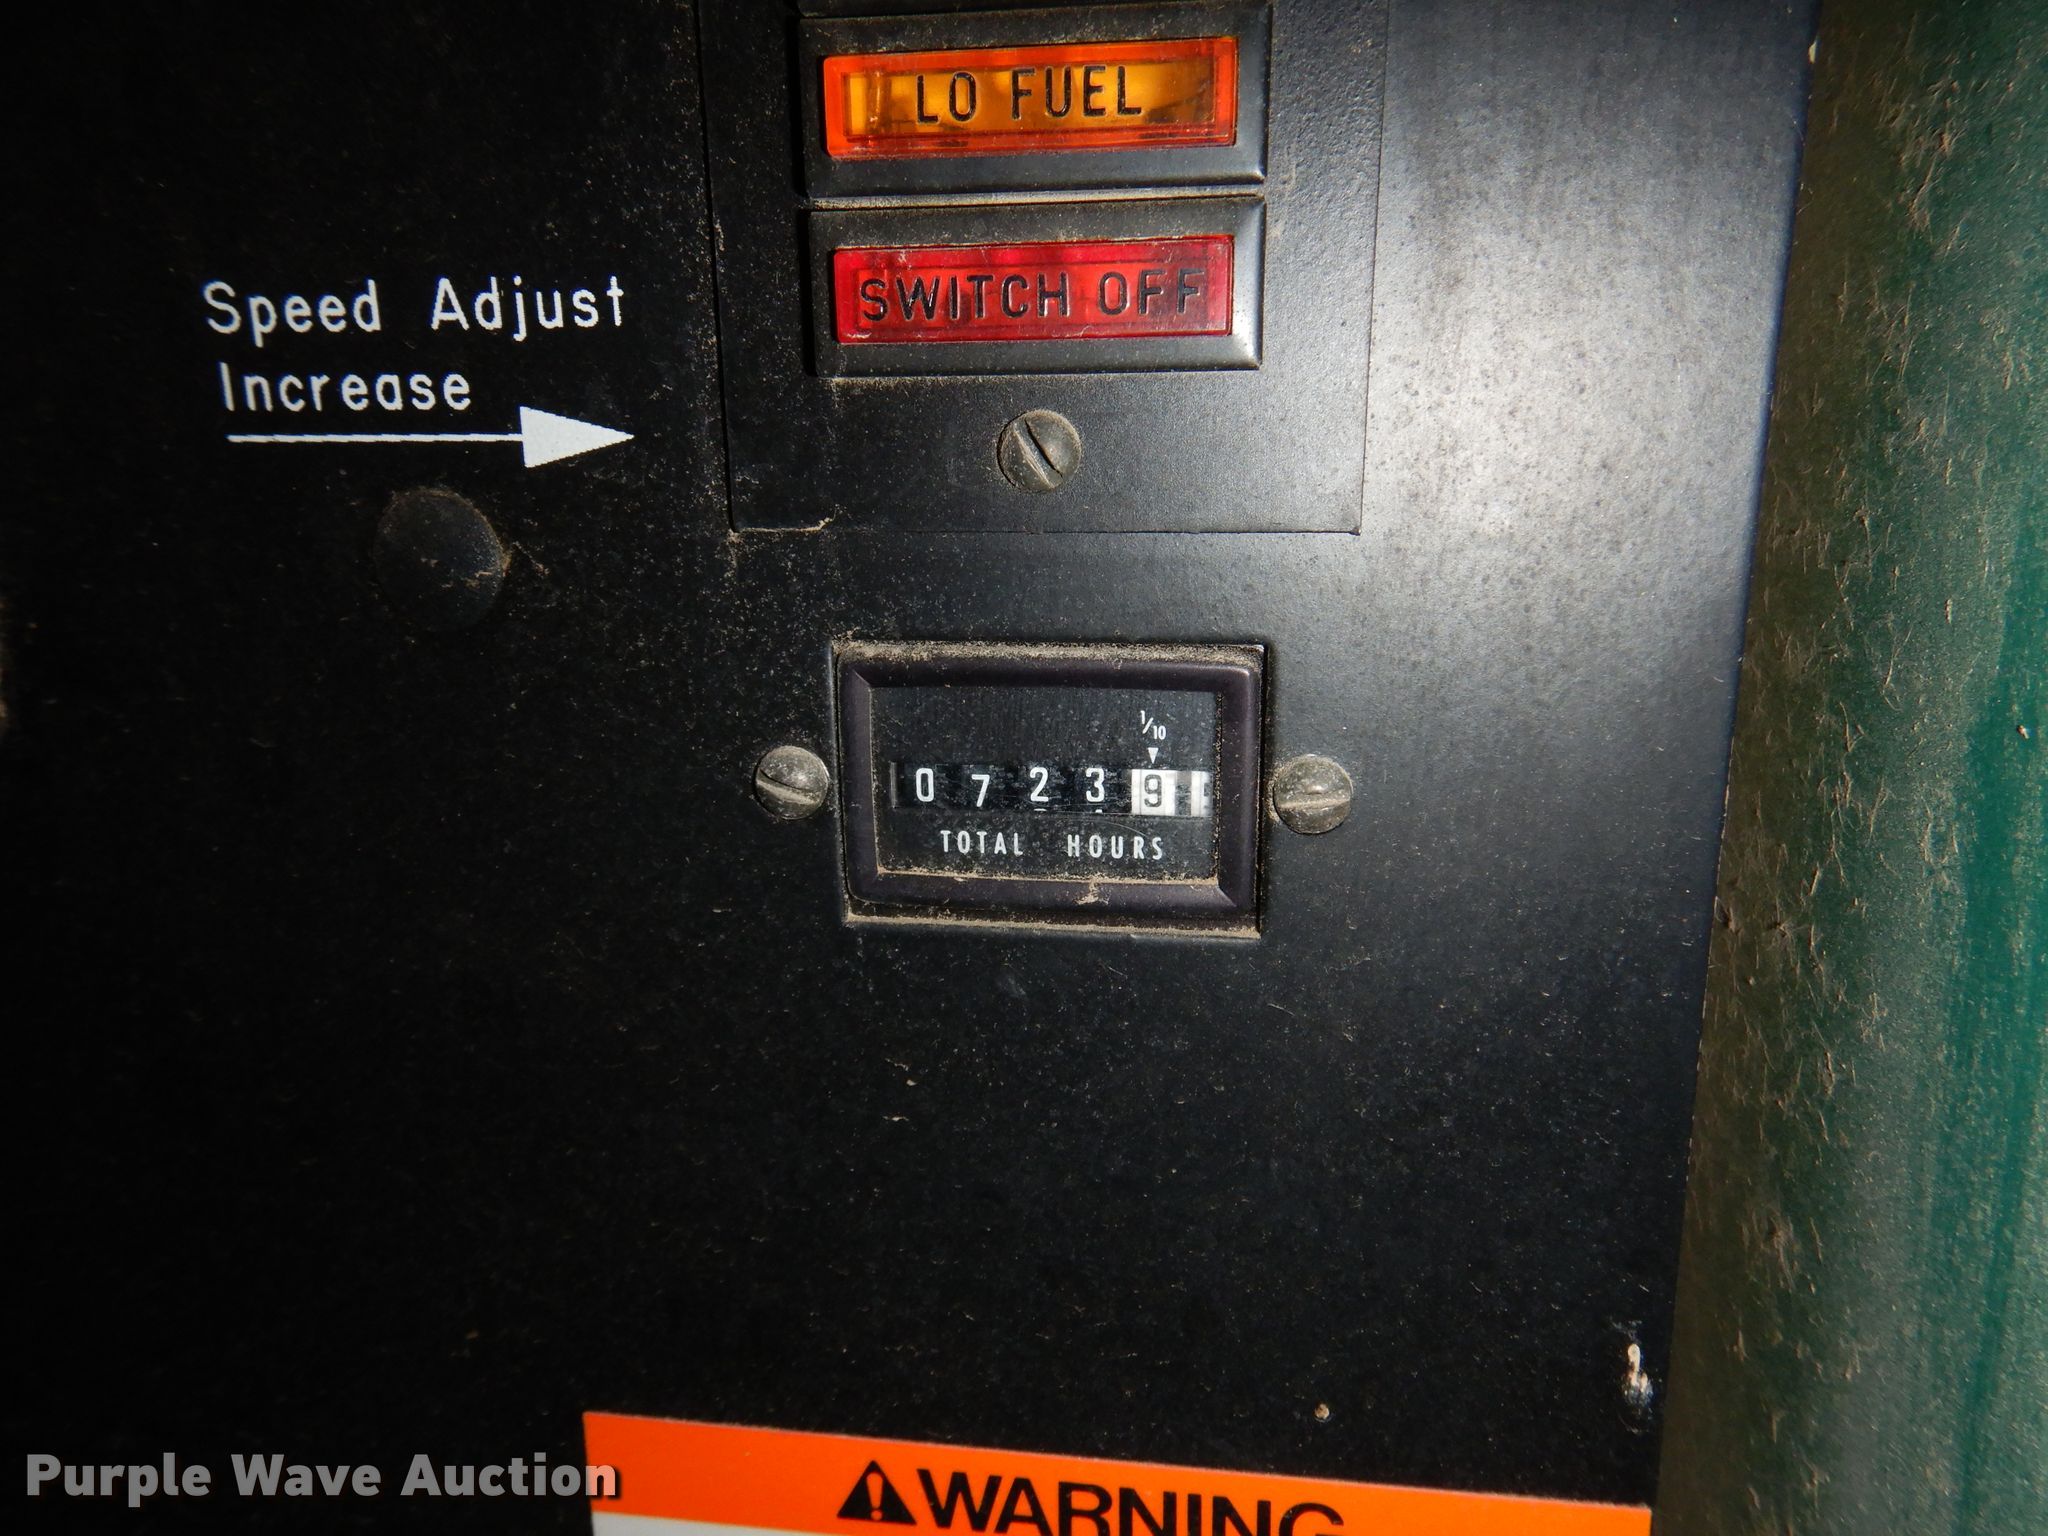 LO FUEL
SWITCH OFF
Speed Adjust
Increase
1/10
0 7 2 3 9
TOTAL HOURS
Purple Wave Auction
WARNING